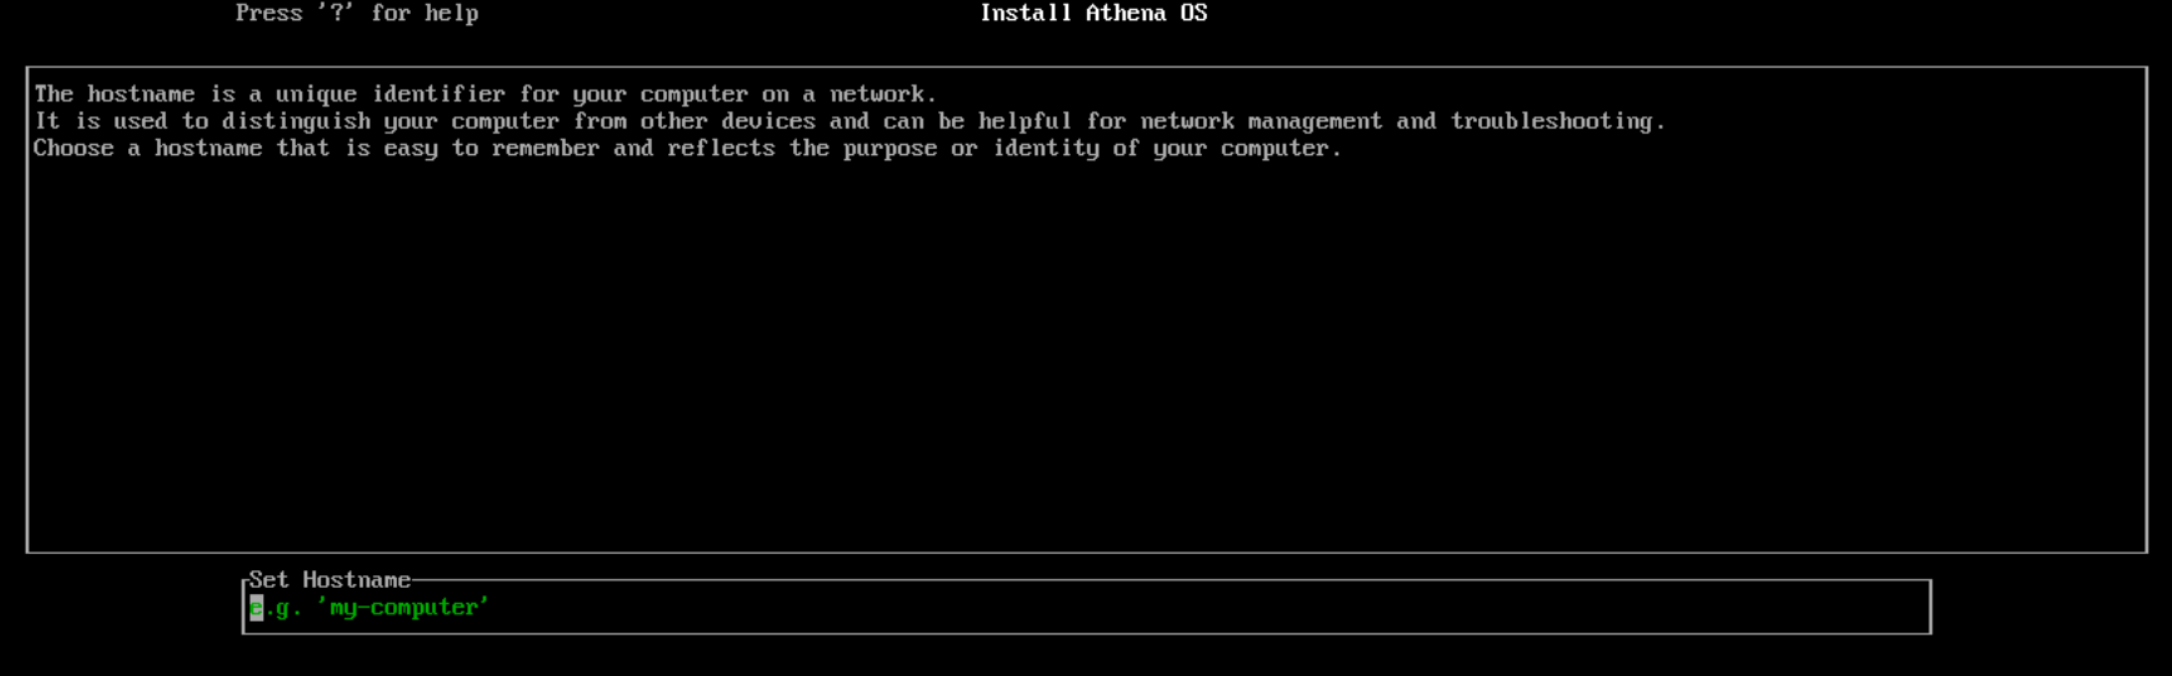 Press '?' for help
Install Athena OS
The hostname is a unique identifier for your computer on a network.
It is used to distinguish your computer from other devices and can be helpful for network management and troubleshooting.
Choose a hostname that is easy to remember and reflects the purpose or identity of your computer.
Set Hostname
e.g. 'my-computer'